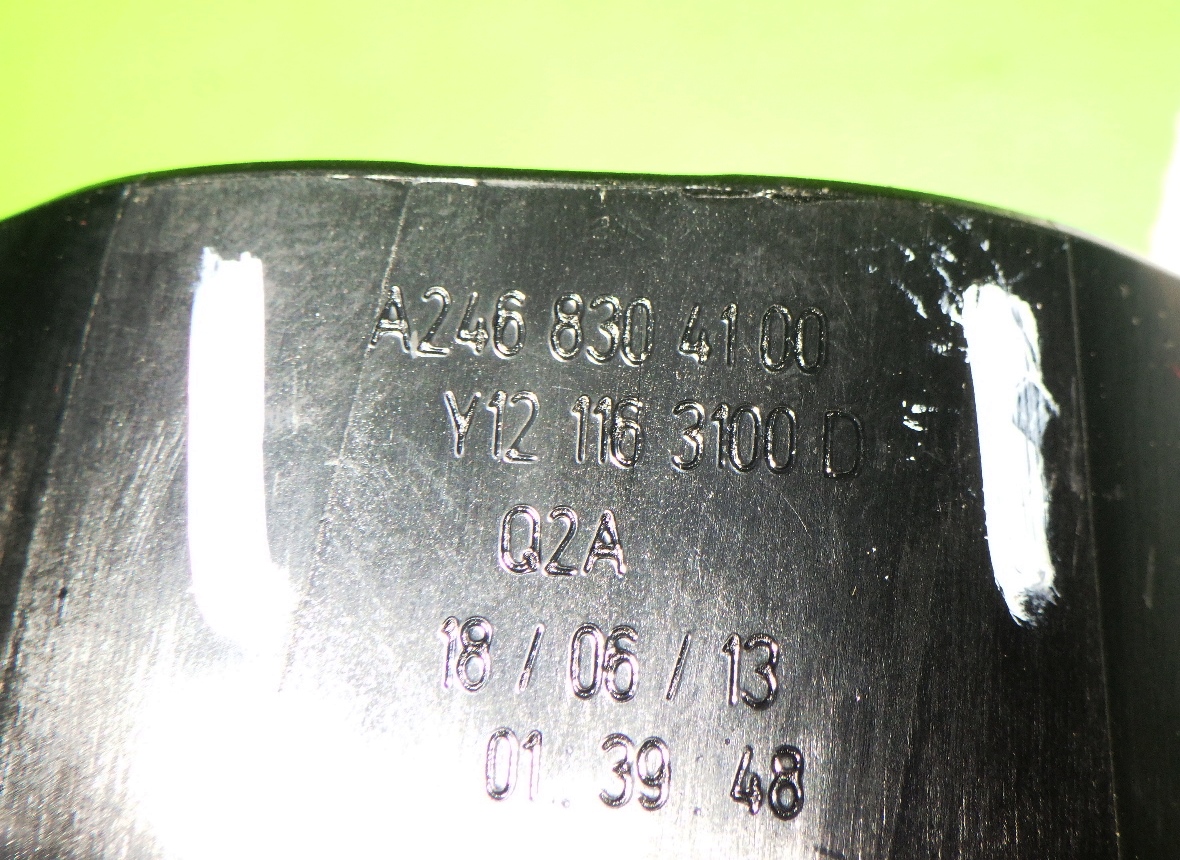 A246 830 41 00
Y12 116 3100 D
Q2A
18 / 06 / 13
01 . 39 . 48